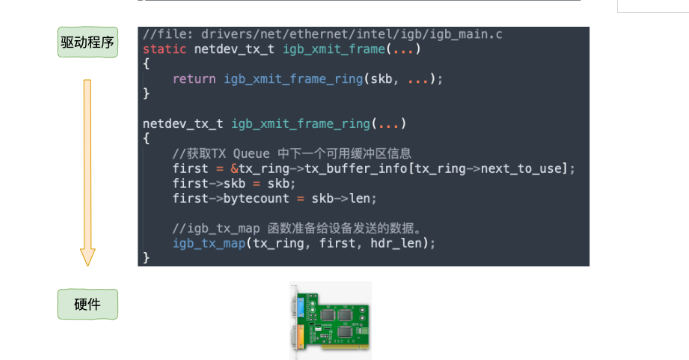 驱动程序
//file: drivers/net/ethernet/intel/igb/igb_main.c
static netdev_tx_t igb_xmit_frame(...)
{
    return igb_xmit_frame_ring(skb, ...);
}
netdev_tx_t igb_xmit_frame_ring(...)
{
    //获取TX Queue 中下一个可用缓冲区信息
    first = &tx_ring->tx_buffer_info[tx_ring->next_to_use];
    first->skb = skb;
    first->bytecount = skb->len;
    //igb_tx_map 函数准备给设备发送的数据。
    igb_tx_map(tx_ring, first, hdr_len);
}
硬件